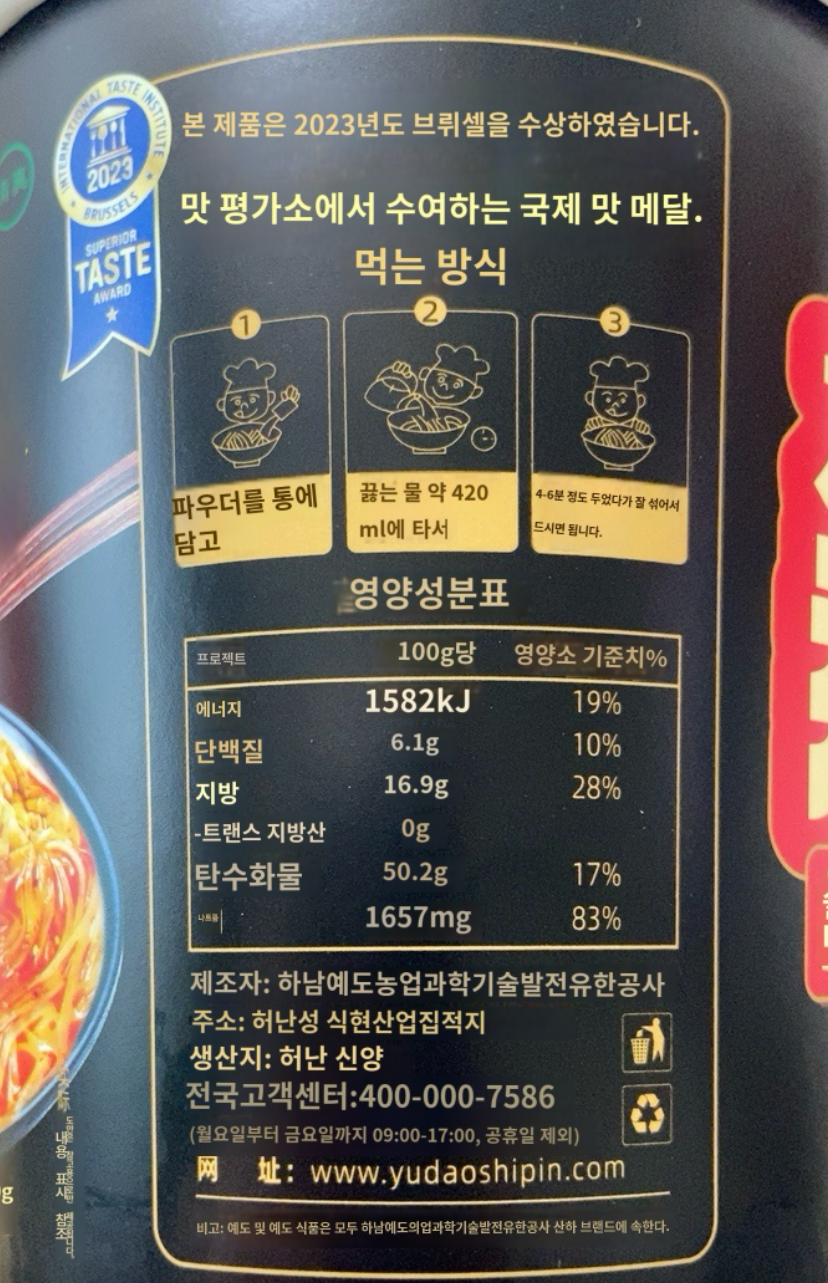 INTERNATIONAL TASTE INSTITUTE
2023
BRUSSELS
SUPERIOR
TASTE
AWARD
본 제품은 2023년도 브뤼셀을 수상하였습니다.
맛 평가소에서 수여하는 국제 맛 메달.
먹는 방식
1
2
3
파우더를 통에
담고
끓는 물 약 420
ml에 타서
4-6분 정도 두었다가 잘 섞어서
드시면 됩니다.
영양성분표
프로젝트 100g당 영양소 기준치%
에너지 1582kJ 19%
단백질 6.1g 10%
지방 16.9g 28%
-트랜스 지방산 0g
탄수화물 50.2g 17%
나트륨 1657mg 83%
제조자: 하남예도농업과학기술발전유한공사
주소: 허난성 식현산업집적지
생산지: 허난 신양
전국고객센터:400-000-7586
(월요일부터 금요일까지 09:00-17:00, 공휴일 제외)
网 址: www.yudaoshipin.com
비고: 예도 및 예도 식품은 모두 하남예도의업과학기술발전유한공사 산하 브랜드에 속한다.
내용 표시 참조
g